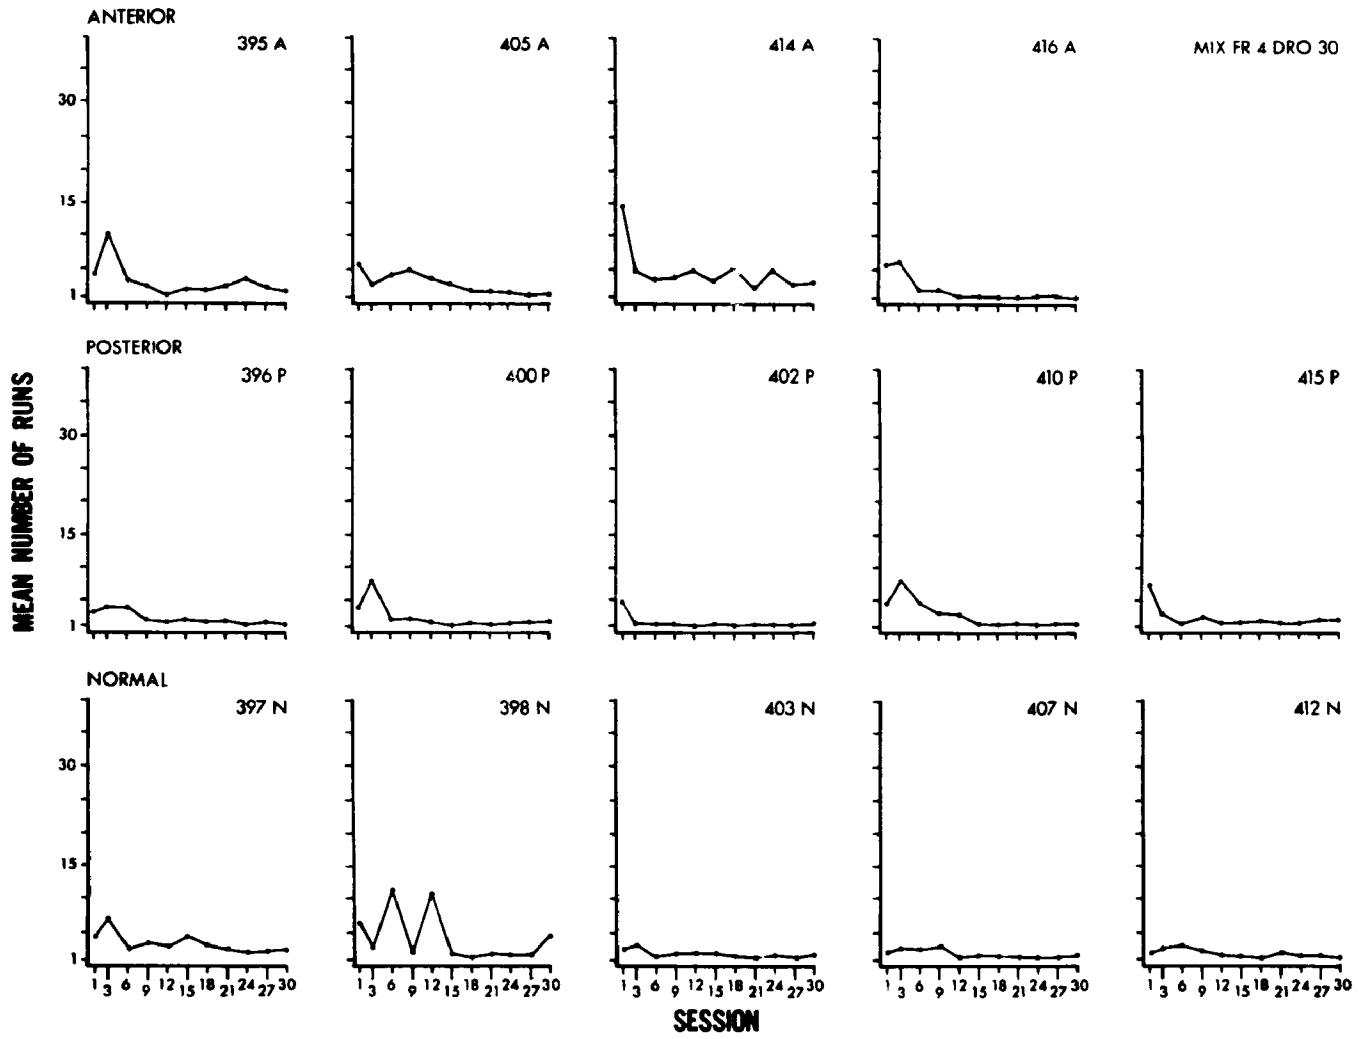 ANTERIOR
395 A
405 A
414 A
416 A
MIX FR 4 DRO 30
30
15
1
POSTERIOR
396 P
400 P
402 P
410 P
415 P
30
15
1
NORMAL
397 N
398 N
403 N
407 N
412 N
30
15
1
1 3 6 9 12 15 18 21 24 27 30
1 3 6 9 12 15 18 21 24 27 30
1 3 6 9 12 15 18 21 24 27 30
1 3 6 9 12 15 18 21 24 27 30
1 3 6 9 12 15 18 21 24 27 30
MEAN NUMBER OF RUNS
SESSION